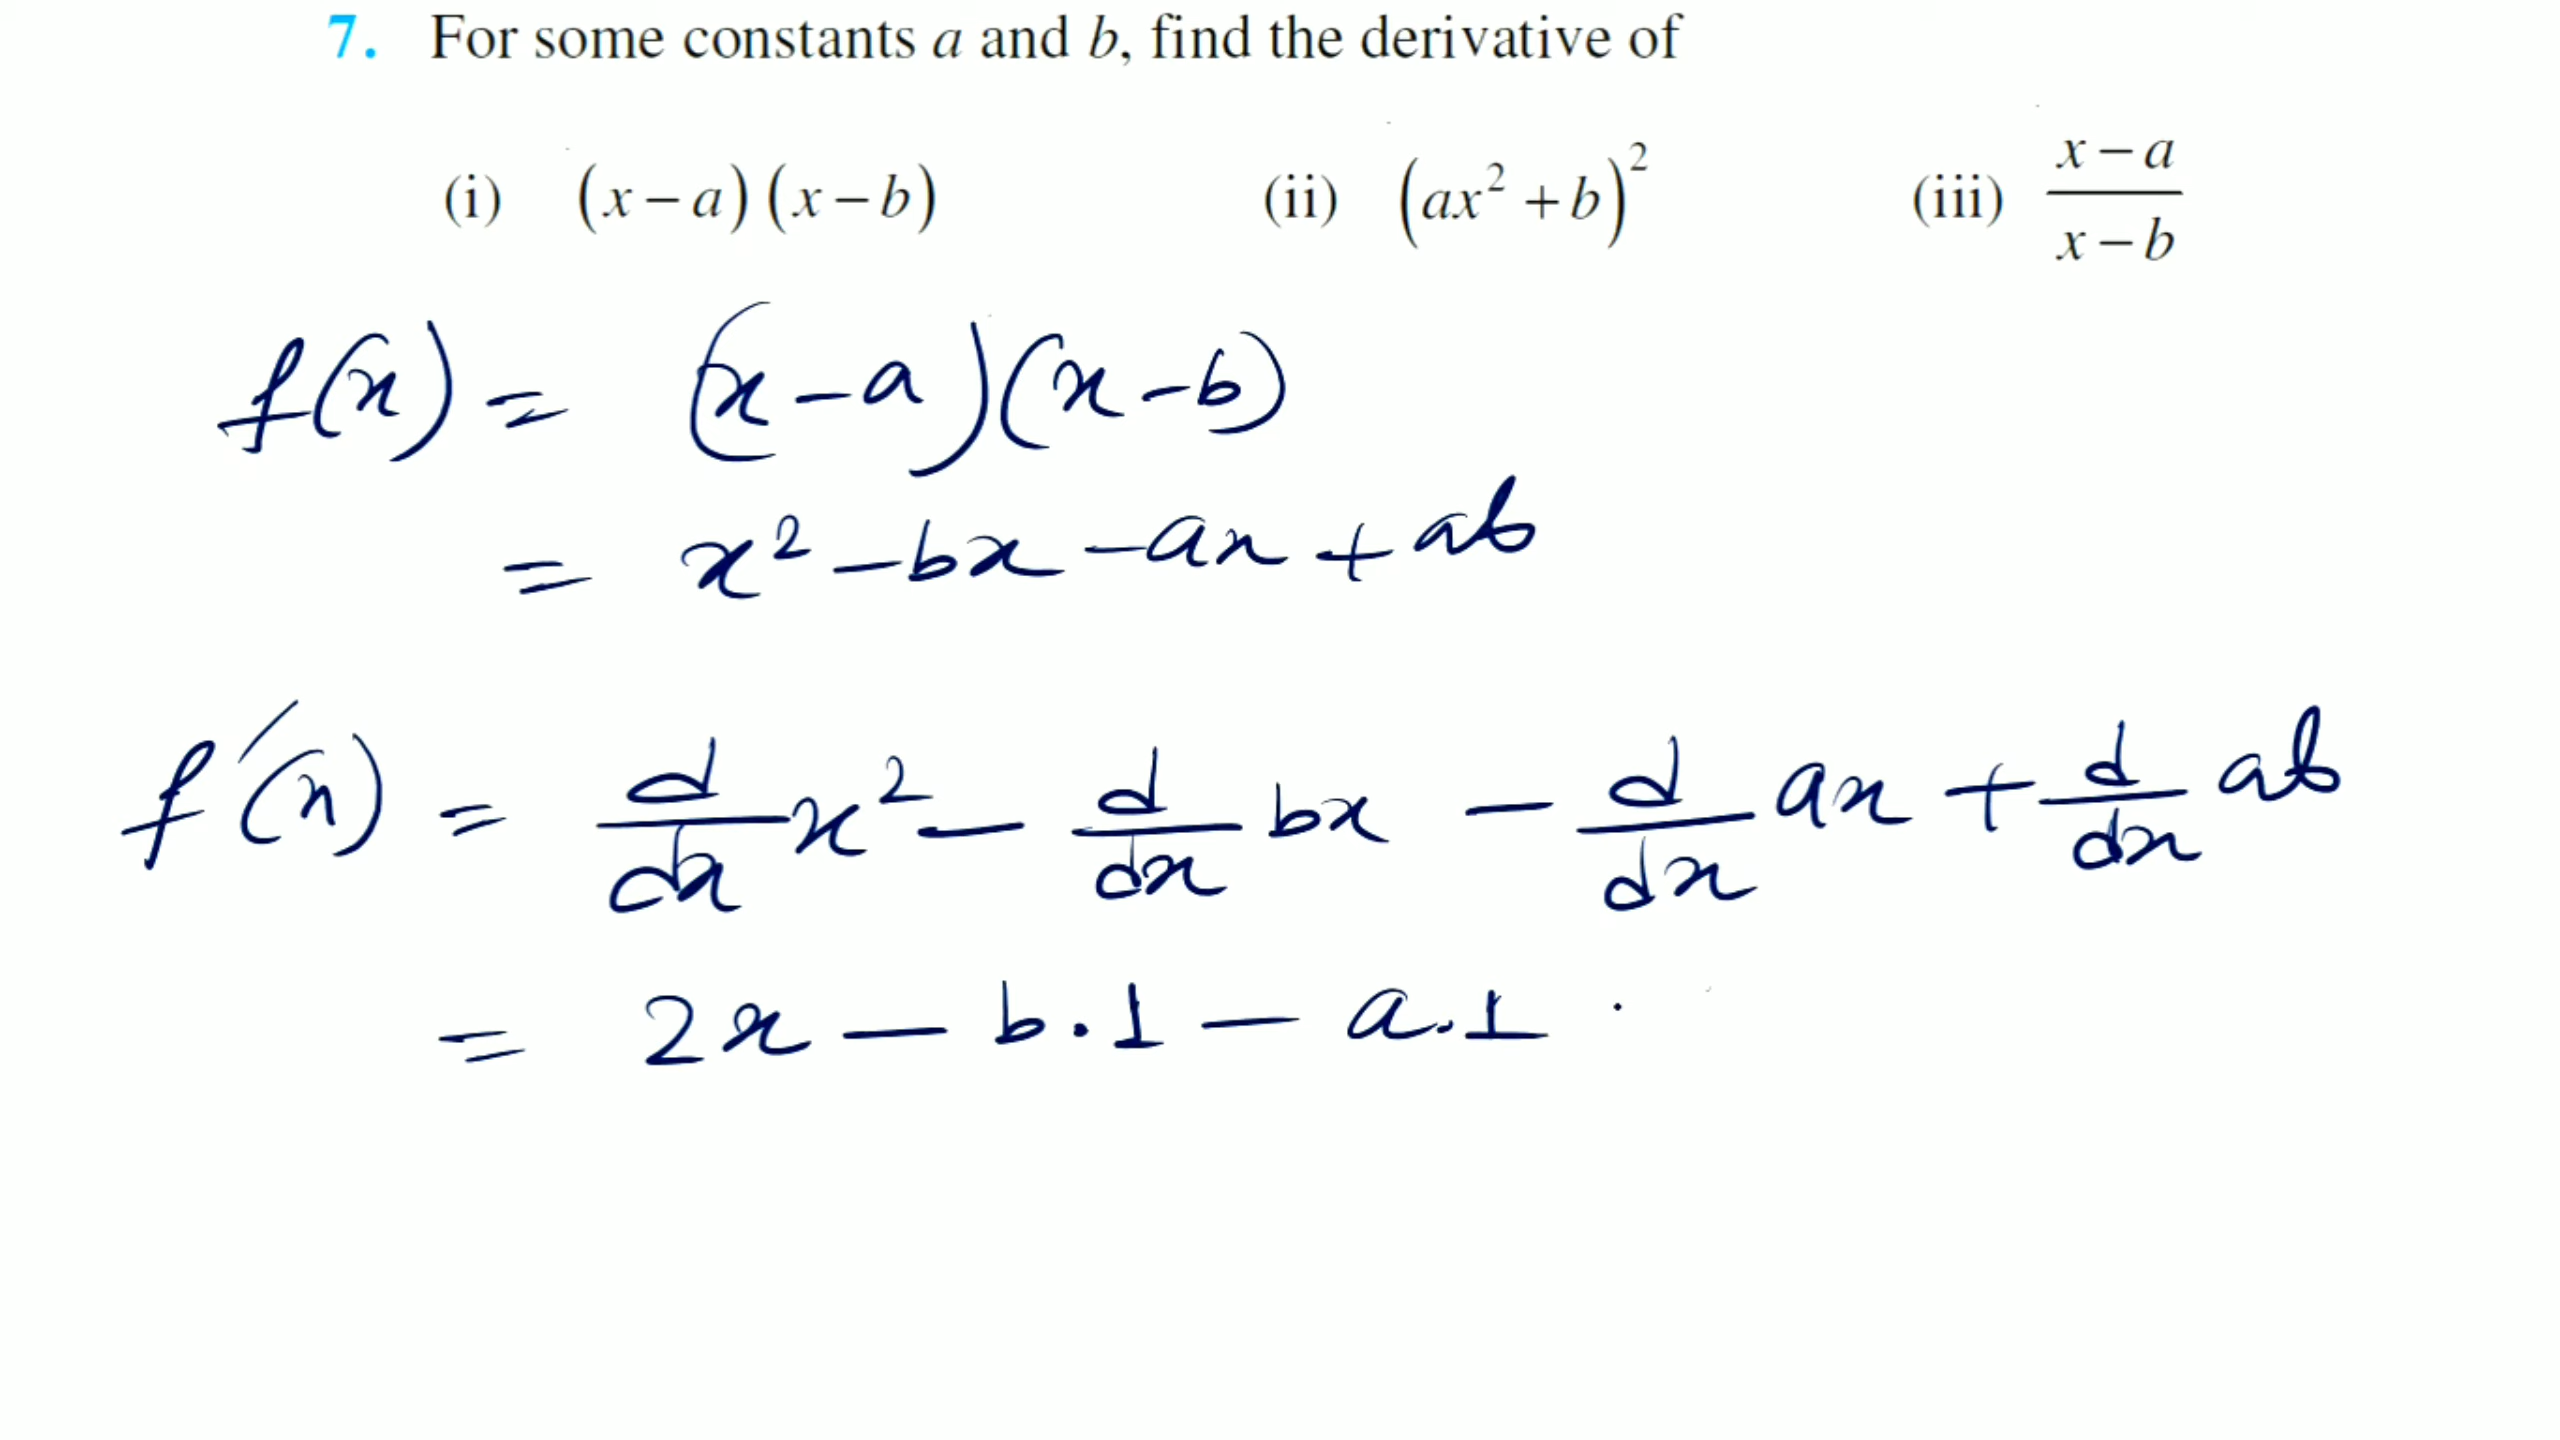 7. For some constants a and b, find the derivative of
(i) (x – a) (x – b) (ii) (ax² + b)² (iii) x – a / x – b
f(x) = (x – a)(x – b)
= x² – bx – ax + ab
f'(x) = d/dx x² – d/dx bx – d/dx ax + d/dx ab
= 2x – b.1 – a.1